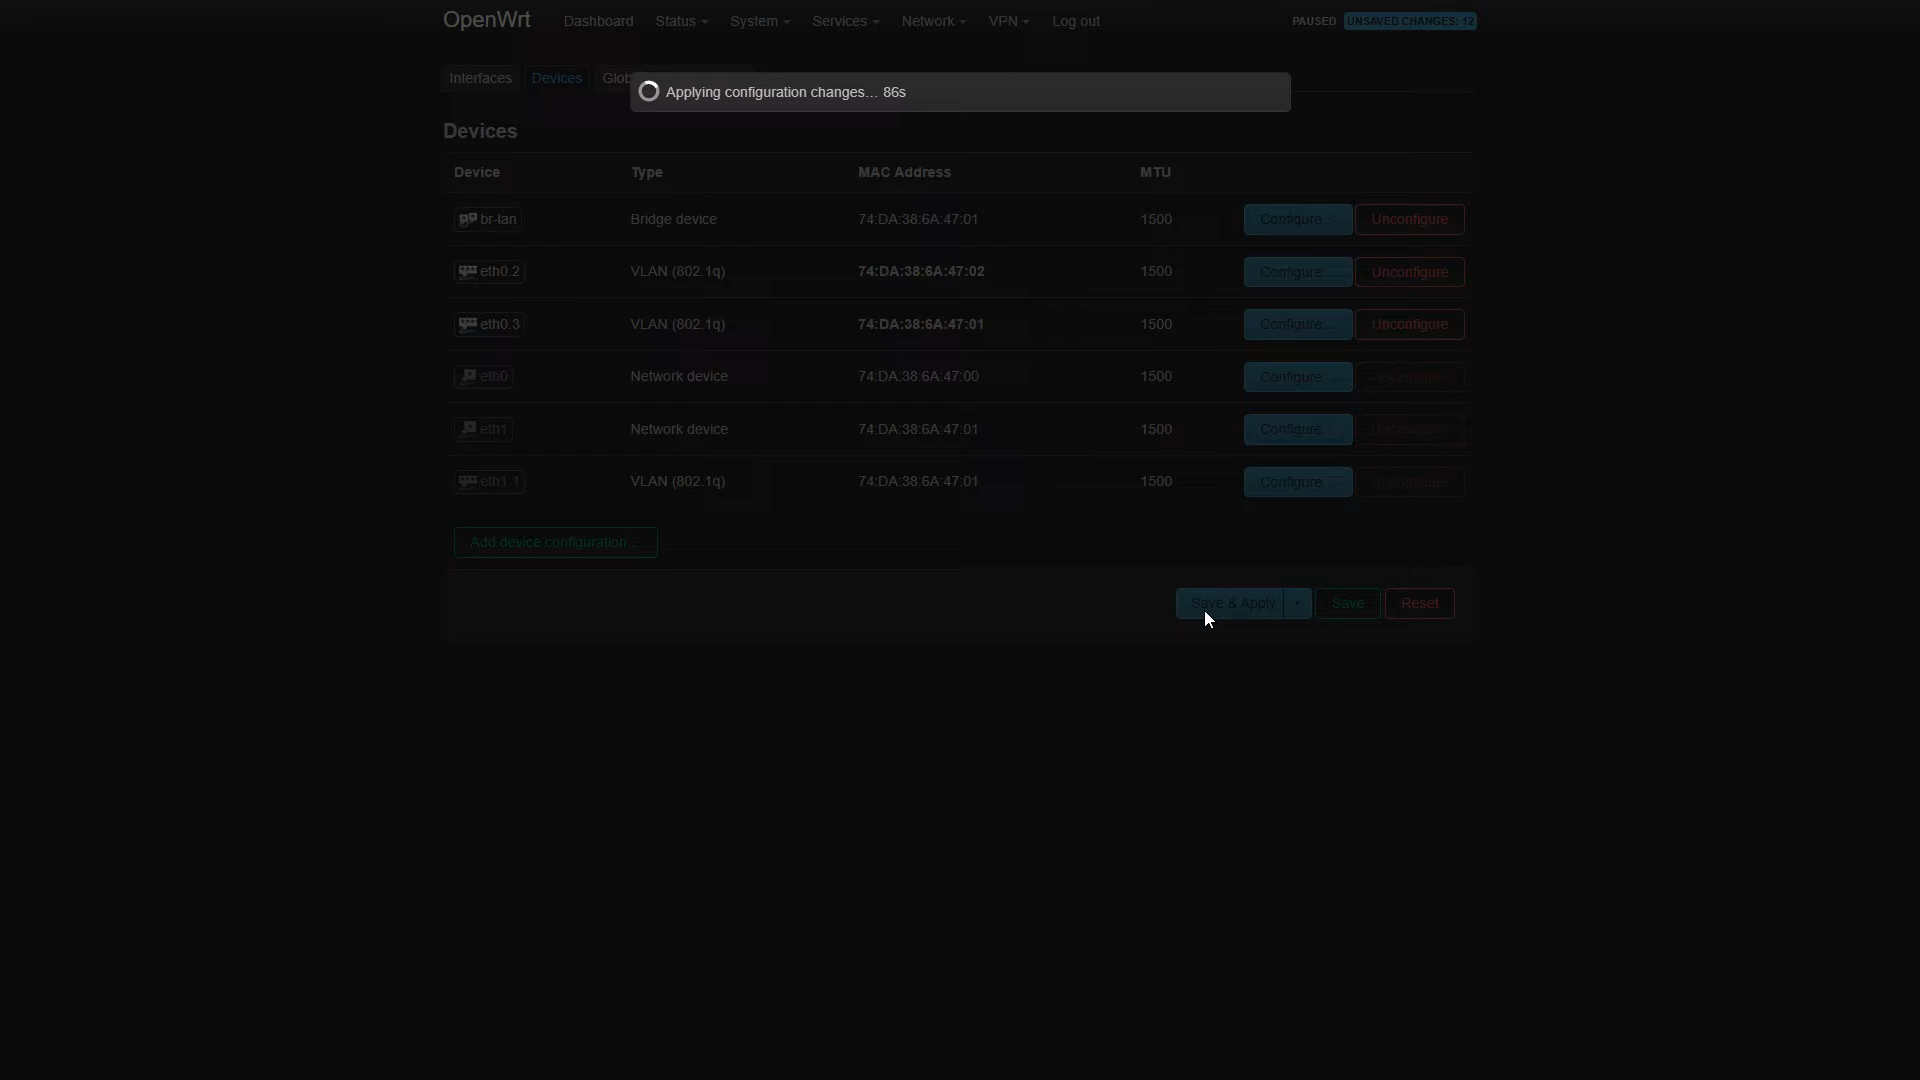 OpenWrt Dashboard Status System Services Network VPN Log out PAUSED UNSAVED CHANGES: 12
Interfaces Devices Glob
Applying configuration changes… 86s
Devices
Device Type MAC Address MTU
br-lan Bridge device 74:DA:38:6A:47:01 1500 Configure… Unconfigure
eth0.2 VLAN (802.1q) 74:DA:38:6A:47:02 1500 Configure… Unconfigure
eth0.3 VLAN (802.1q) 74:DA:38:6A:47:01 1500 Configure… Unconfigure
eth0 Network device 74:DA:38:6A:47:00 1500 Configure…
eth1 Network device 74:DA:38:6A:47:01 1500 Configure…
eth1.1 VLAN (802.1q) 74:DA:38:6A:47:01 1500 Configure…
Add device configuration…
Save & Apply Save Reset